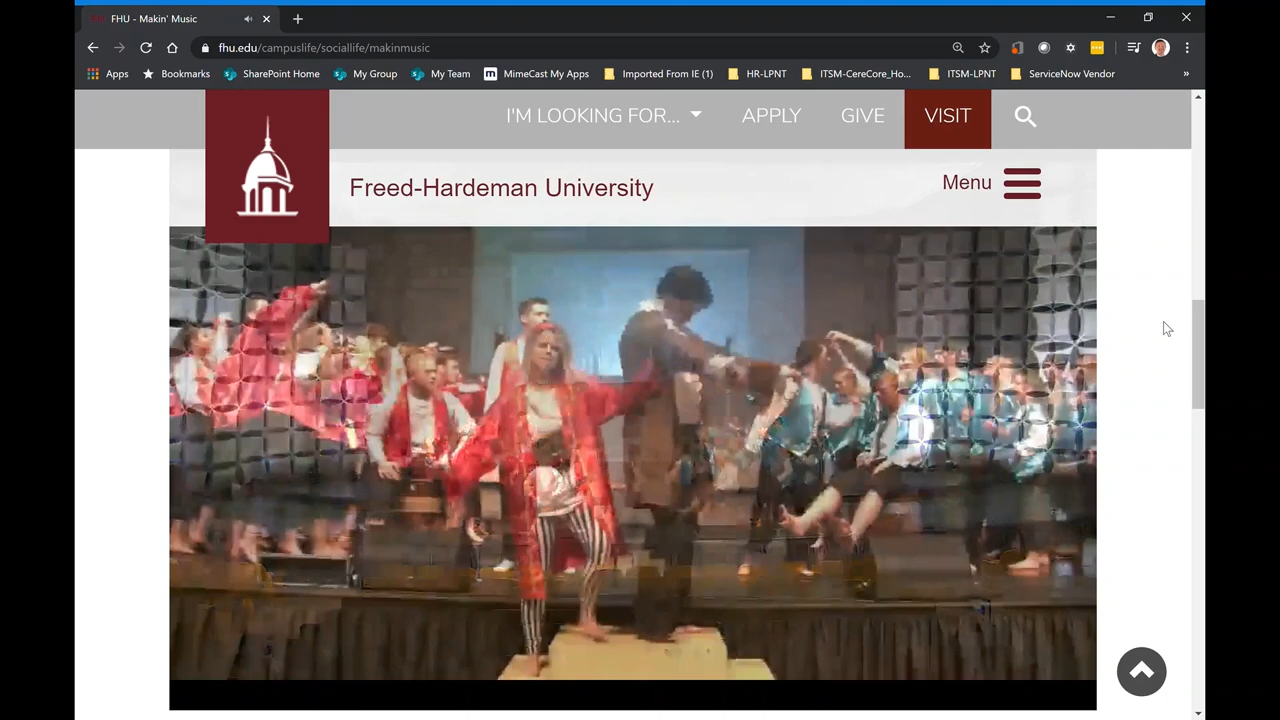 FHU - Makin' Music
fhu.edu/campuslife/sociallife/makinmusic
Apps Bookmarks SharePoint Home My Group My Team MimeCast My Apps Imported From IE (1) HR-LPNT ITSM-CereCore_Ho... ITSM-LPNT ServiceNow Vendor »
I'M LOOKING FOR... APPLY GIVE VISIT
Freed-Hardeman University
Menu